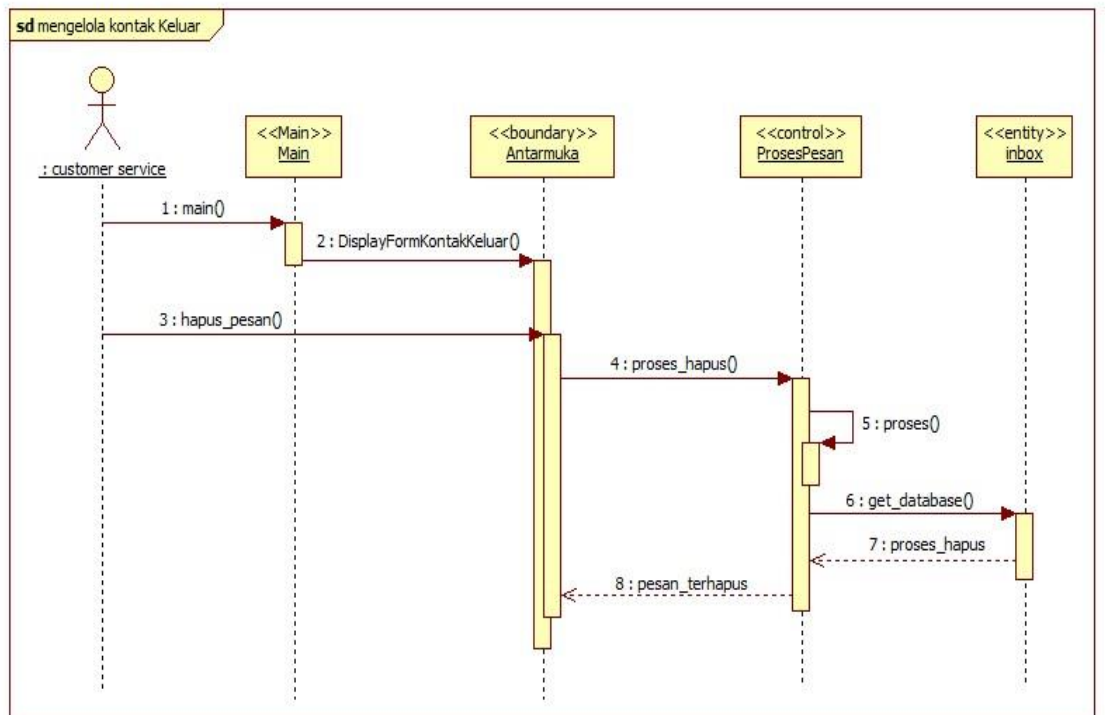 sd mengelola kontak Keluar
: customer service
<<Main>>
Main
<<boundary>>
Antarmuka
<<control>>
ProsesPesan
<<entity>>
inbox
1 : main()
2 : DisplayFormKontakKeluar()
3 : hapus_pesan()
4 : proses_hapus()
5 : proses()
6 : get_database()
7 : proses_hapus
8 : pesan_terhapus